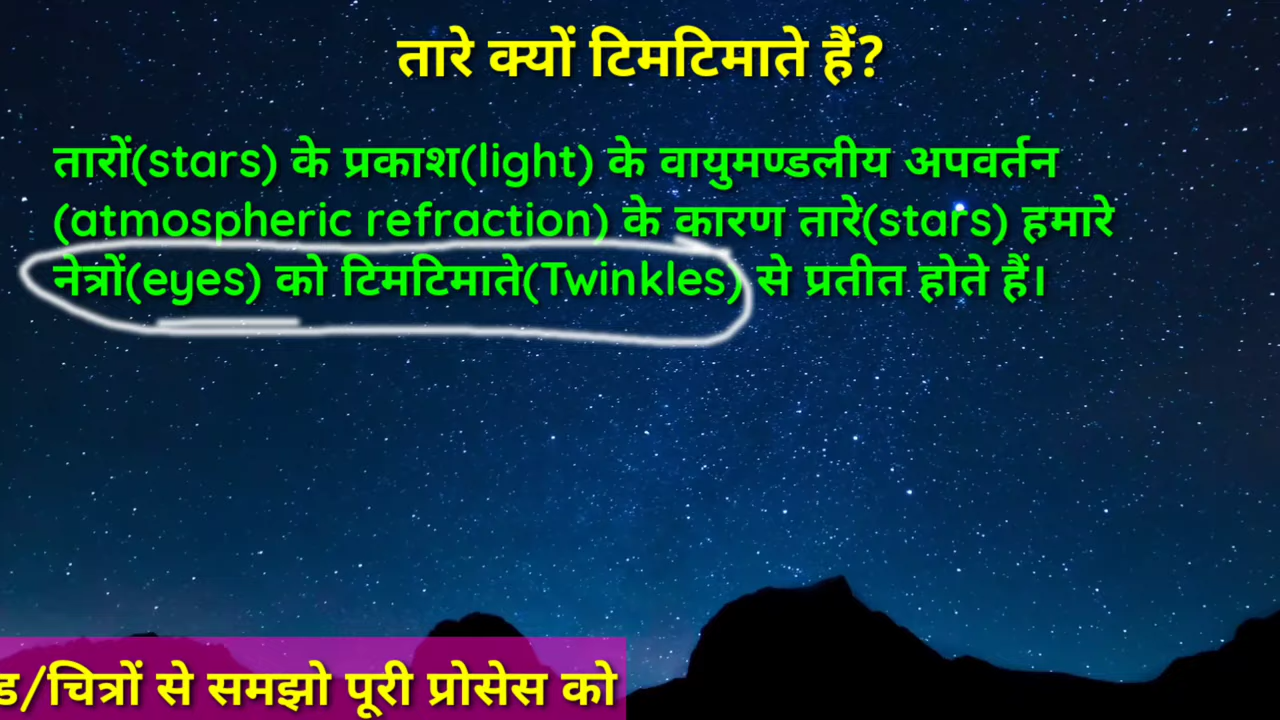 तारे क्यों टिमटिमाते हैं?
तारों(stars) के प्रकाश(light) के वायुमण्डलीय अपवर्तन
(atmospheric refraction) के कारण तारे(stars) हमारे
नेत्रों(eyes) को टिमटिमाते(Twinkles) से प्रतीत होते हैं।
/चित्रों से समझो पूरी प्रोसेस को